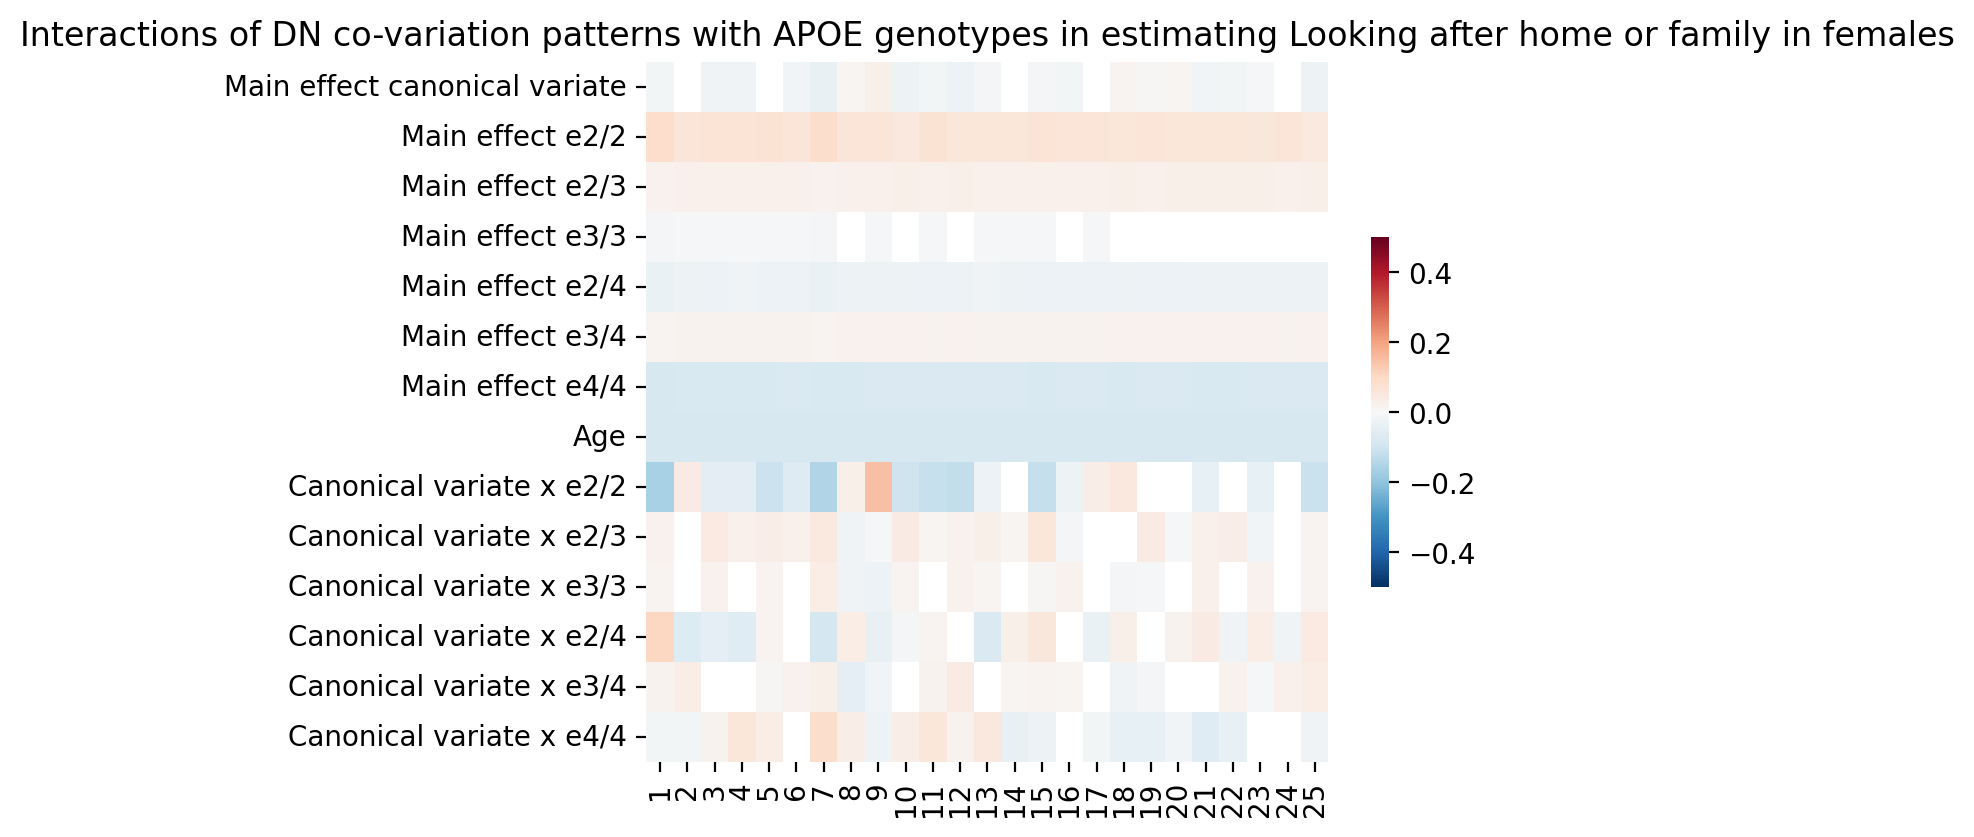 Interactions of DN co-variation patterns with APOE genotypes in estimating Looking after home or family in females
Main effect canonical variate
Main effect e2/2
Main effect e2/3
Main effect e3/3
Main effect e2/4
Main effect e3/4
Main effect e4/4
Age
Canonical variate x e2/2
Canonical variate x e2/3
Canonical variate x e3/3
Canonical variate x e2/4
Canonical variate x e3/4
Canonical variate x e4/4
1 2 3 4 5 6 7 8 9 10 11 12 13 14 15 16 17 18 19 20 21 22 23 24 25
0.4
0.2
0.0
−0.2
−0.4